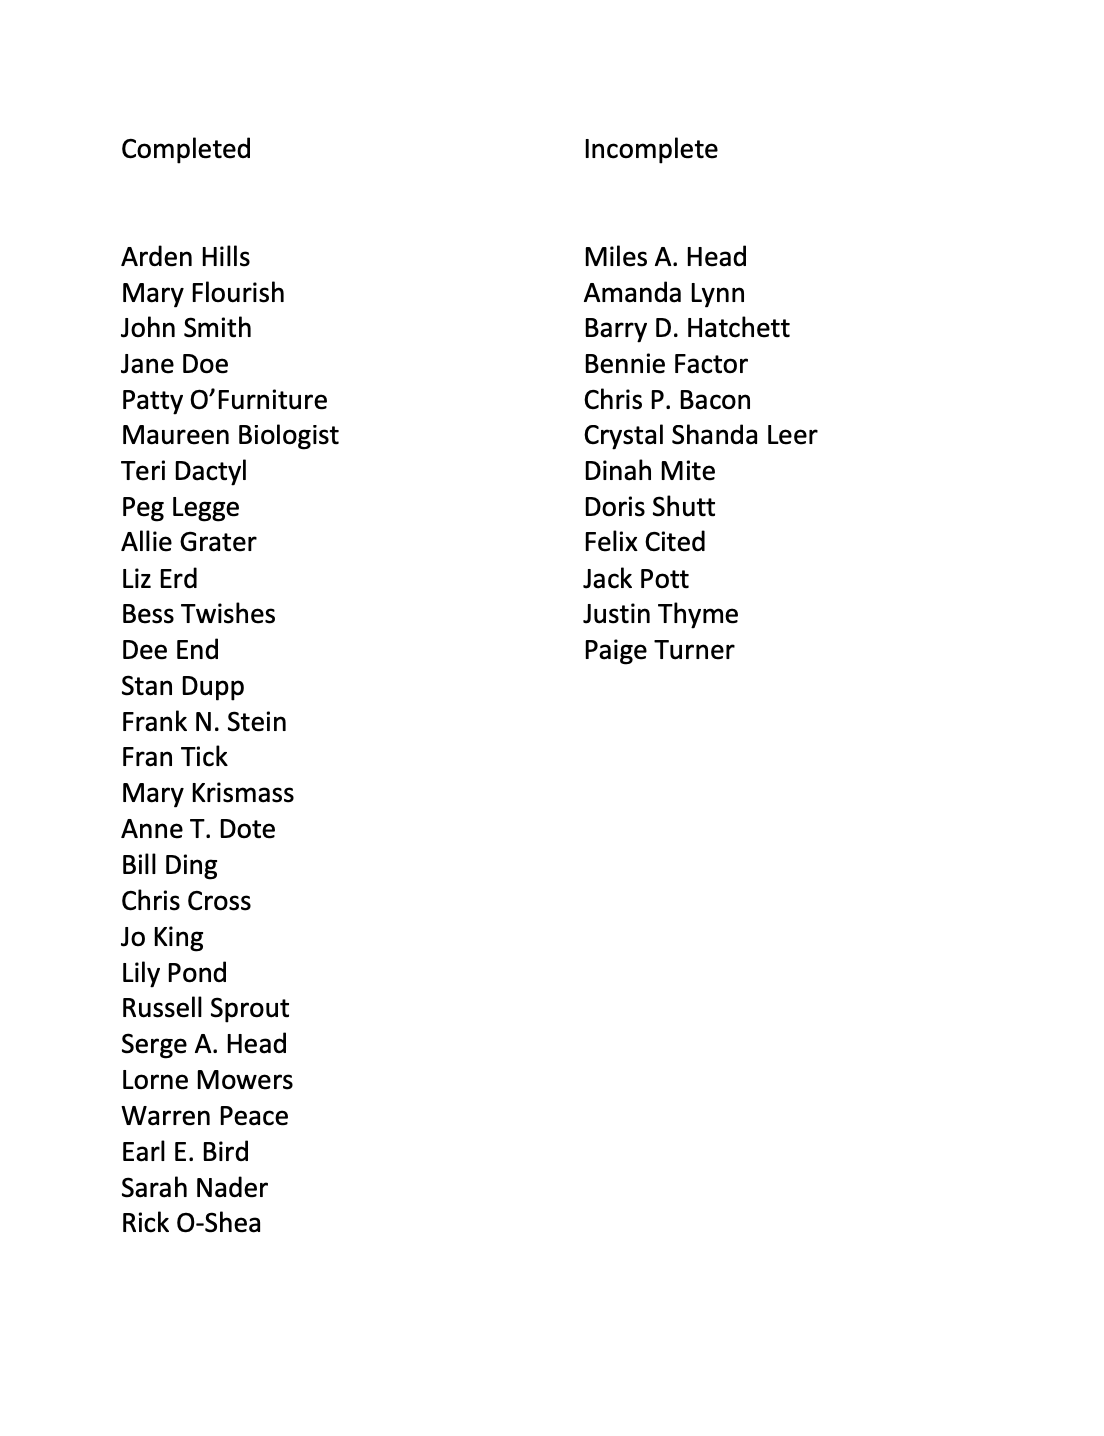 Completed
Incomplete
Arden Hills
Mary Flourish
John Smith
Jane Doe
Patty O’Furniture
Maureen Biologist
Teri Dactyl
Peg Legge
Allie Grater
Liz Erd
Bess Twishes
Dee End
Stan Dupp
Frank N. Stein
Fran Tick
Mary Krismass
Anne T. Dote
Bill Ding
Chris Cross
Jo King
Lily Pond
Russell Sprout
Serge A. Head
Lorne Mowers
Warren Peace
Earl E. Bird
Sarah Nader
Rick O-Shea
Miles A. Head
Amanda Lynn
Barry D. Hatchett
Bennie Factor
Chris P. Bacon
Crystal Shanda Leer
Dinah Mite
Doris Shutt
Felix Cited
Jack Pott
Justin Thyme
Paige Turner